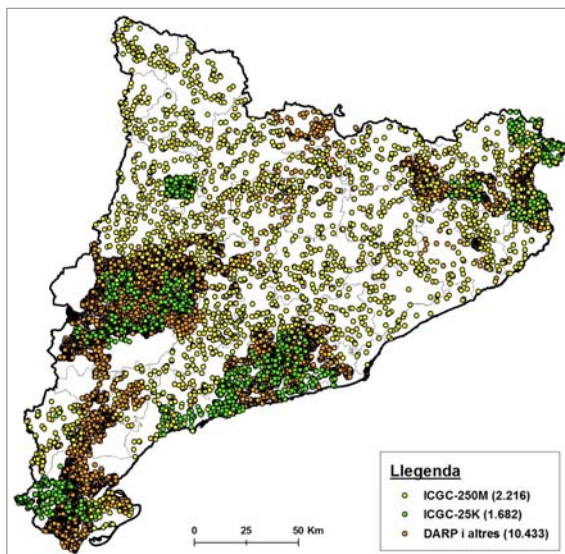 Llegenda
ICGC-250M (2.216)
ICGC-25K (1.682)
DARP i altres (10.433)
0 25 50 Km